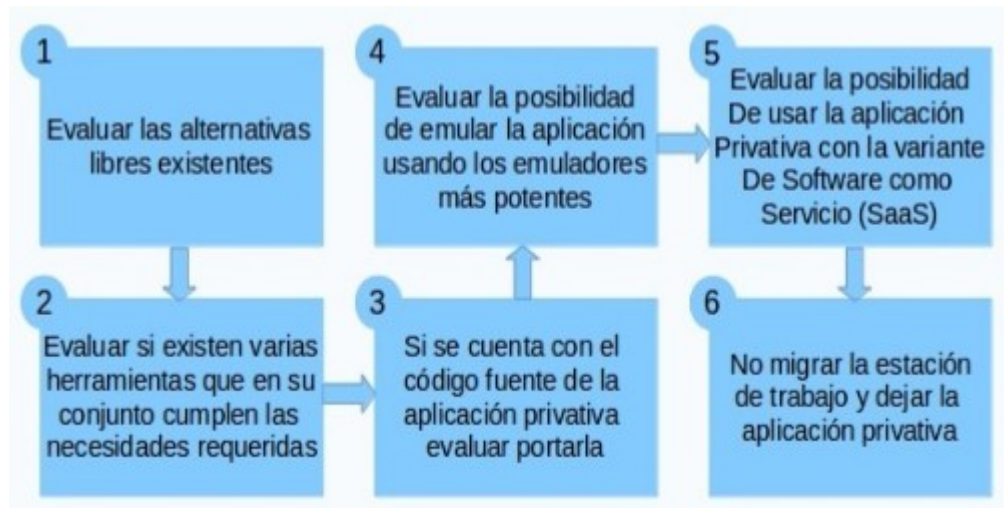 1
Evaluar las alternativas
libres existentes
2
Evaluar si existen varias
herramientas que en su
conjunto cumplen las
necesidades requeridas
3
Si se cuenta con el
código fuente de la
aplicación privativa
evaluar portarla
4
Evaluar la posibilidad
de emular la aplicación
usando los emuladores
más potentes
5
Evaluar la posibilidad
De usar la aplicación
Privativa con la variante
De Software como
Servicio (SaaS)
6
No migrar la estación
de trabajo y dejar la
aplicación privativa